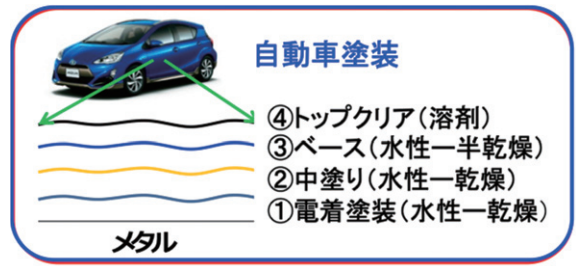 自動車塗装
④トップクリア(溶剤)
③ベース(水性ー半乾燥)
②中塗り(水性ー乾燥)
①電着塗装(水性ー乾燥)
メタル